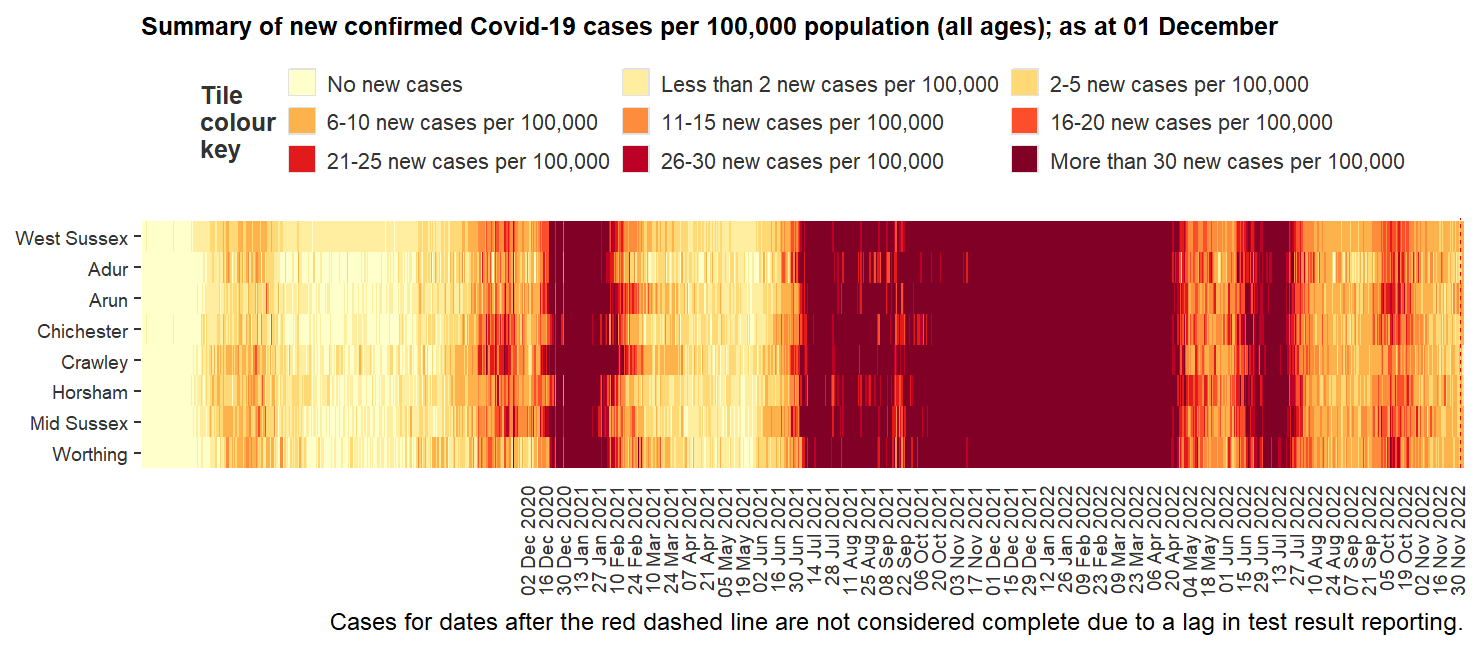 Summary of new confirmed Covid-19 cases per 100,000 population (all ages); as at 01 December
Tile
colour
key
No new cases
Less than 2 new cases per 100,000
2-5 new cases per 100,000
6-10 new cases per 100,000
11-15 new cases per 100,000
16-20 new cases per 100,000
21-25 new cases per 100,000
26-30 new cases per 100,000
More than 30 new cases per 100,000
West Sussex
Adur
Arun
Chichester
Crawley
Horsham
Mid Sussex
Worthing
02 Dec 2020
16 Dec 2020
30 Dec 2020
13 Jan 2021
27 Jan 2021
10 Feb 2021
24 Feb 2021
10 Mar 2021
24 Mar 2021
07 Apr 2021
21 Apr 2021
05 May 2021
19 May 2021
02 Jun 2021
16 Jun 2021
30 Jun 2021
14 Jul 2021
28 Jul 2021
11 Aug 2021
25 Aug 2021
08 Sep 2021
22 Sep 2021
06 Oct 2021
20 Oct 2021
03 Nov 2021
17 Nov 2021
01 Dec 2021
15 Dec 2021
29 Dec 2021
12 Jan 2022
26 Jan 2022
09 Feb 2022
23 Feb 2022
09 Mar 2022
23 Mar 2022
06 Apr 2022
20 Apr 2022
04 May 2022
18 May 2022
01 Jun 2022
15 Jun 2022
29 Jun 2022
13 Jul 2022
27 Jul 2022
10 Aug 2022
24 Aug 2022
07 Sep 2022
21 Sep 2022
05 Oct 2022
19 Oct 2022
02 Nov 2022
16 Nov 2022
30 Nov 2022
Cases for dates after the red dashed line are not considered complete due to a lag in test result reporting.